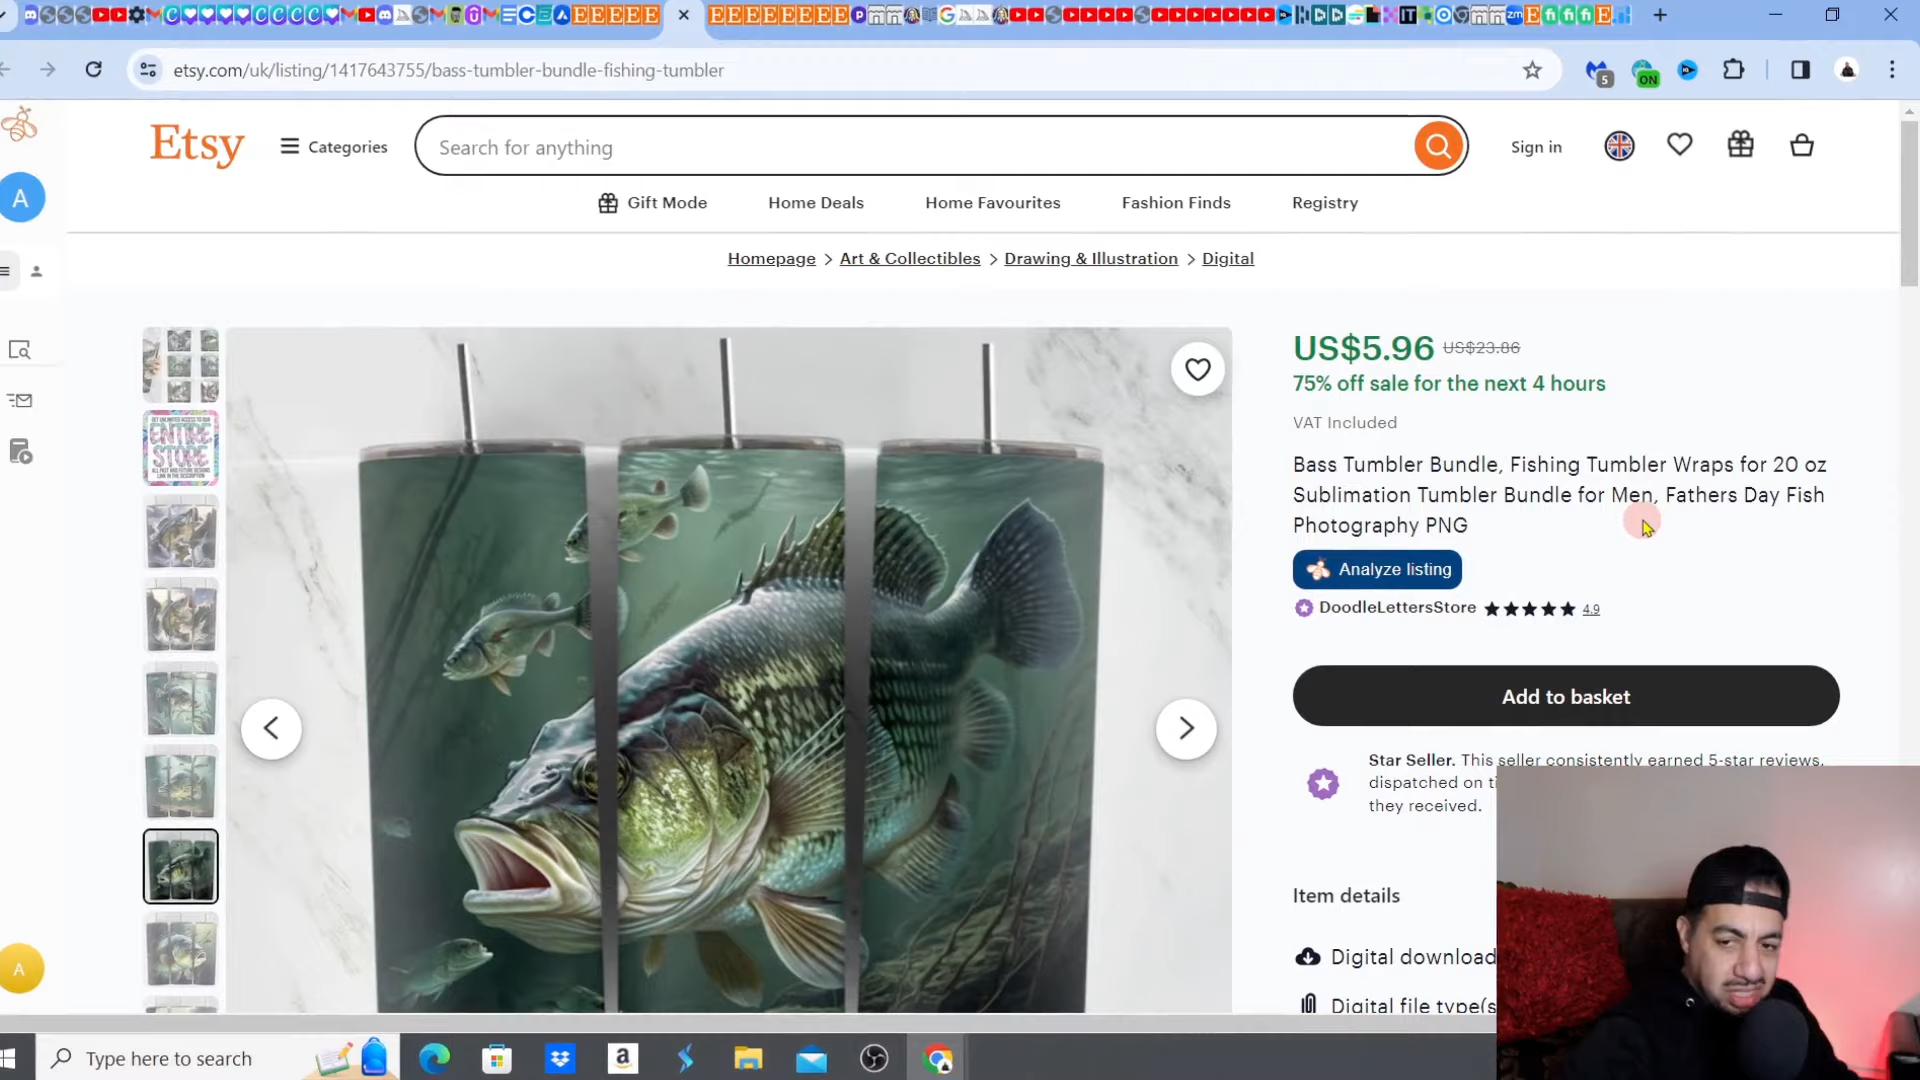 etsy.com/uk/listing/1417643755/bass-tumbler-bundle-fishing-tumbler
5
ON
Etsy
Categories
Search for anything
Sign in
A
Gift Mode
Home Deals
Home Favourites
Fashion Finds
Registry
Homepage > Art & Collectibles > Drawing & Illustration > Digital
ENTIRE
STORE
US$5.96 US$23.86
75% off sale for the next 4 hours
VAT Included
Bass Tumbler Bundle, Fishing Tumbler Wraps for 20 oz
Sublimation Tumbler Bundle for Men, Fathers Day Fish
Photography PNG
Analyze listing
DoodleLettersStore 4.9
Add to basket
Star Seller. This seller consistently earned 5-star reviews,
dispatched on ti
they received.
Item details
Digital download
Digital file type(s
A
Type here to search